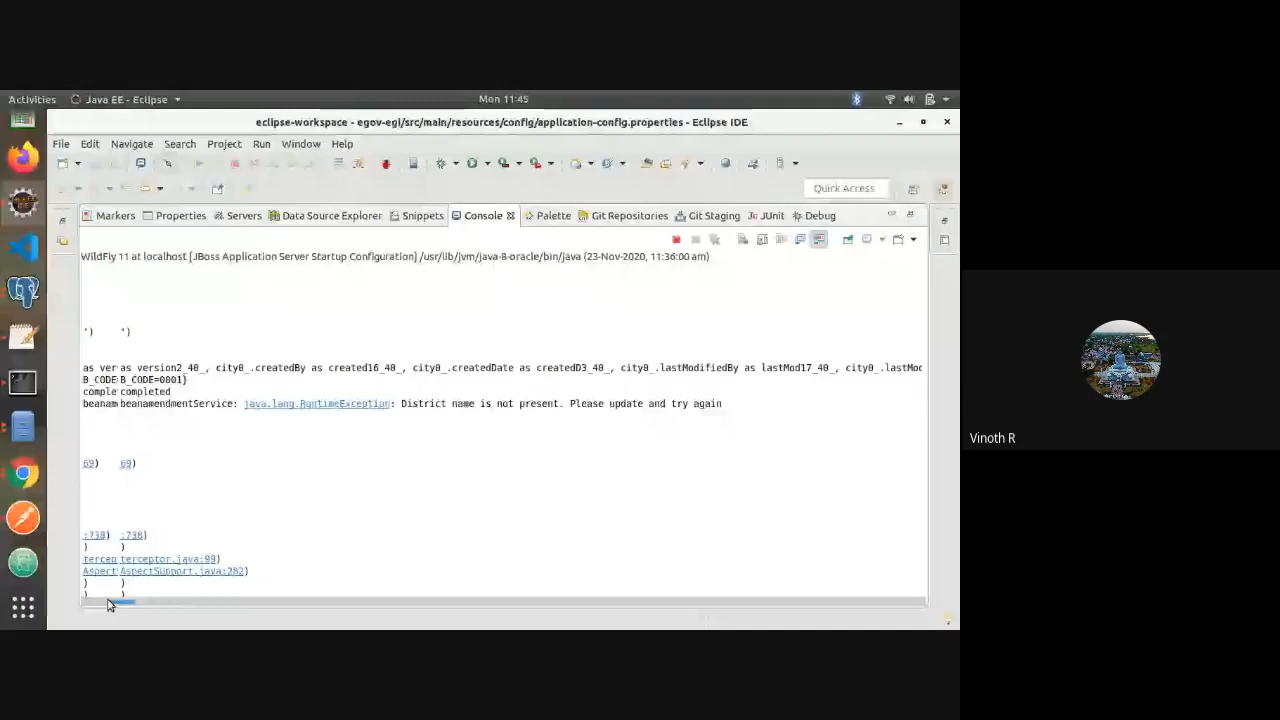 Activities Java EE - Eclipse Mon 11:45
eclipse-workspace - egov-egi/src/main/resources/config/application-config.properties - Eclipse IDE
File Edit Navigate Search Project Run Window Help
Quick Access
Markers Properties Servers Data Source Explorer Snippets Console Palette Git Repositories Git Staging JUnit Debug
WildFly 11 at localhost [JBoss Application Server Startup Configuration] /usr/lib/jvm/java-8-oracle/bin/java (23-Nov-2020, 11:36:00 am)
') ')
as ver as version2_40_, city0_.createdBy as created16_40_, city0_.createdDate as createdD3_40_, city0_.lastModifiedBy as lastMod17_40_, city0_.lastMod
B_CODE B_CODE=0001}
comple completed
beanam beanamendmentService: java.lang.RuntimeException: District name is not present. Please update and try again
69) 69)
:738) :738)
) )
tercep terceptor.java:99)
Aspect AspectSupport.java:282)
) )
) )
Vinoth R